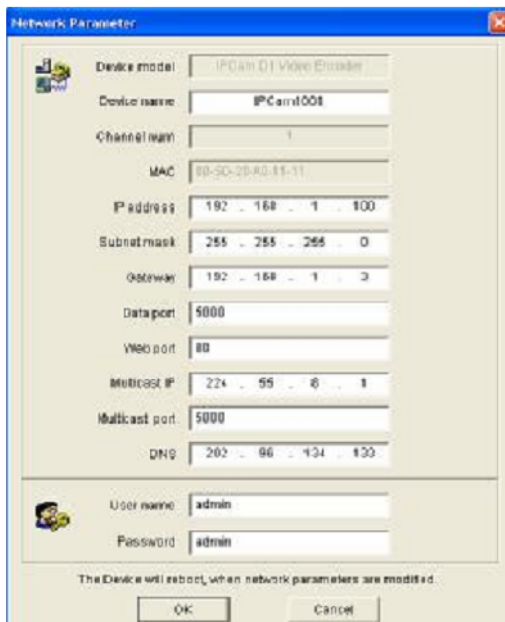 Network Parameter
Device model IPCam D1 Video Encoder
Device name IPCam1001
Channel num 1
MAC
IP address 192 . 168 . 1 . 100
Subnet mask 255 . 255 . 255 . 0
Gateway 192 . 168 . 1 . 3
Data port 5000
Web port 80
Multicast IP 224 . 55 . 8 . 1
Multicast port 5000
DNS 202 . 96 . 134 . 133
User name admin
Password admin
The Device will reboot, when network parameters are modified
OK Cancel